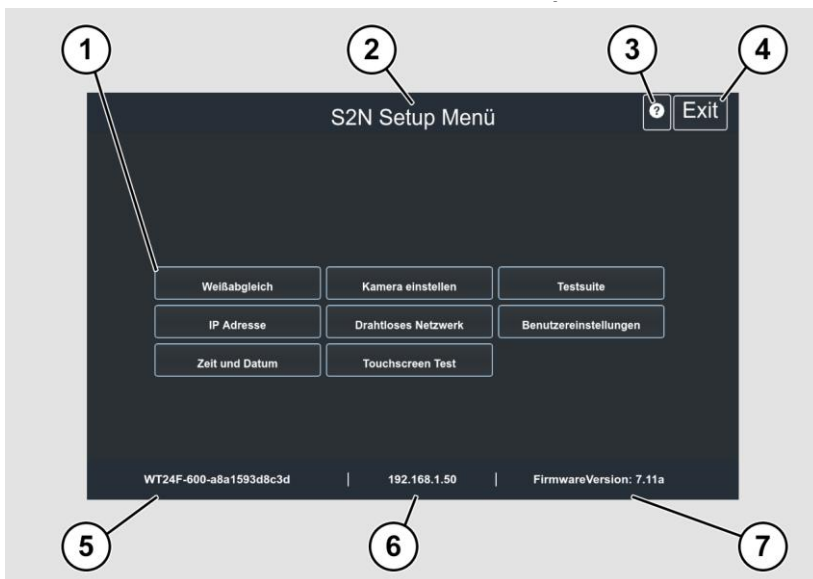 1 2 3 4
S2N Setup Menü ? Exit
Weißabgleich Kamera einstellen Testsuite
IP Adresse Drahtloses Netzwerk Benutzereinstellungen
Zeit und Datum Touchscreen Test
WT24F-600-a8a1593d8c3d | 192.168.1.50 | FirmwareVersion: 7.11a
5 6 7